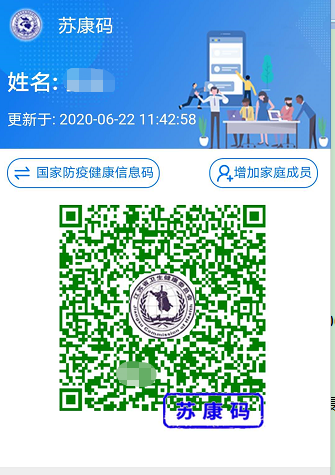 苏康码
姓名:
更新于: 2020-06-22 11:42:58
国家防疫健康信息码
增加家庭成员
苏康码